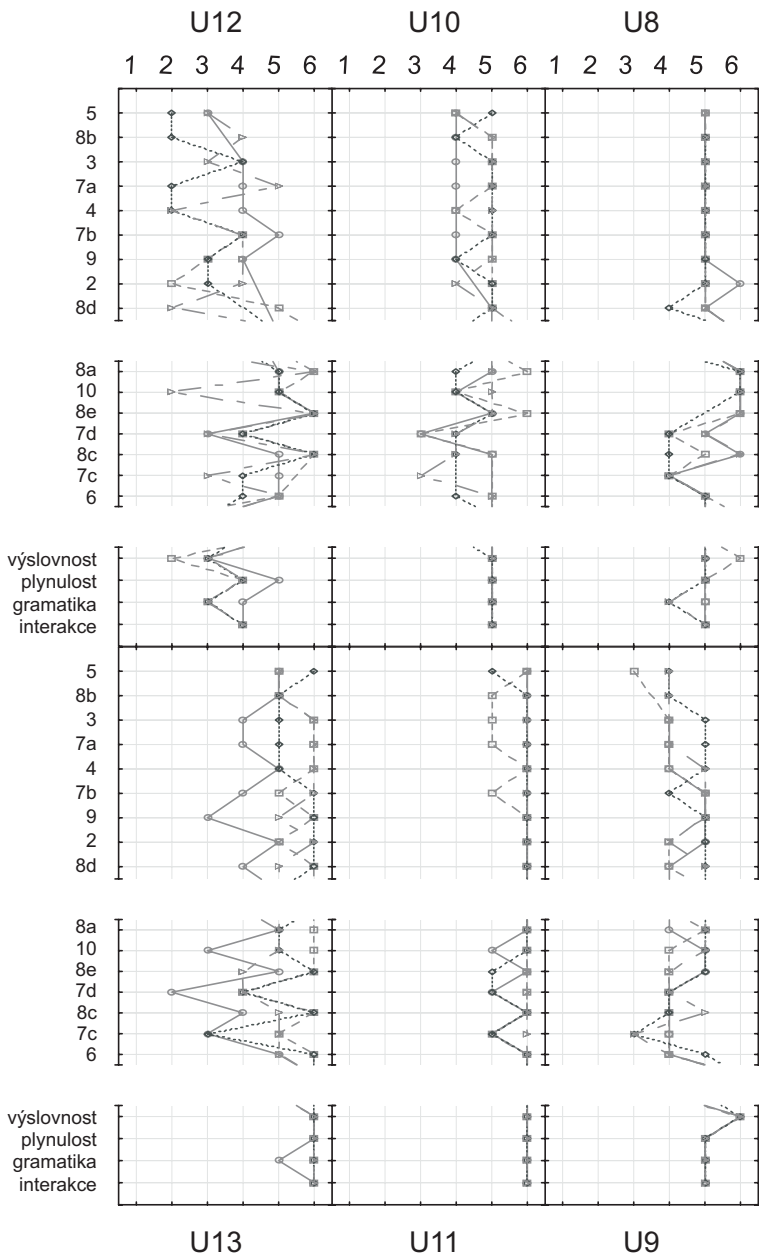 U12 U10 U8
1 2 3 4 5 6 1 2 3 4 5 6 1 2 3 4 5 6
5
8b
3
7a
4
7b
9
2
8d
8a
10
8e
7d
8c
7c
6
výslovnost
plynulost
gramatika
interakce
5
8b
3
7a
4
7b
9
2
8d
8a
10
8e
7d
8c
7c
6
výslovnost
plynulost
gramatika
interakce
U13 U11 U9